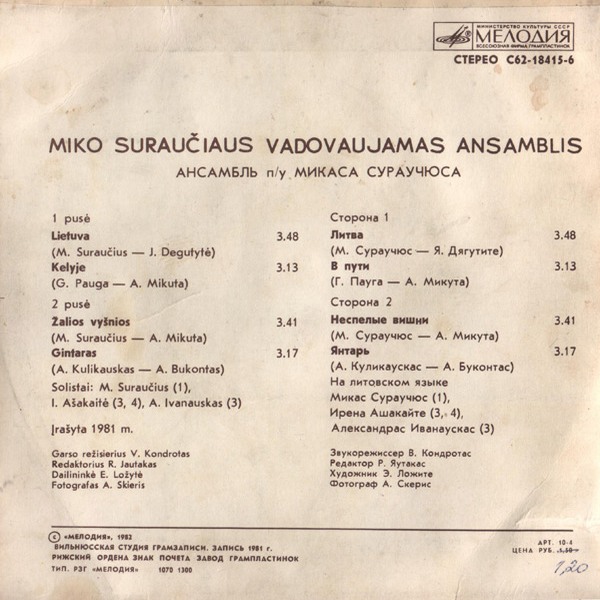 МИНИСТЕРСТВО КУЛЬТУРЫ СССР
МЕЛОДИЯ
ВСЕСОЮЗНАЯ ФИРМА ГРАМПЛАСТИНОК
СТЕРЕО С62-18415-6
MIKO SURAUČIAUS VADOVAUJAMAS ANSAMBLIS
АНСАМБЛЬ п/у МИКАСА СУРАУЧЮСА
1 pusė
Lietuva 3.48
(M. Suraučius — J. Degutytė)
Kelyje 3.13
(G. Pauga — A. Mikuta)
2 pusė
Žalios vyšnios 3.41
(M. Suraučius — A. Mikuta)
Gintaras 3.17
(A. Kulikauskas — A. Bukontas)
Solistai: M. Suraučius (1),
I. Ašakaitė (3, 4), A. Ivanauskas (3)
Įrašyta 1981 m.
Garso režisierius V. Kondrotas
Redaktorius R. Jautakas
Dailininkė E. Ložytė
Fotografas A. Skieris
Сторона 1
Литва 3.48
(М. Сураучюс — Я. Дягутите)
В пути 3.13
(Г. Пауга — А. Микута)
Сторона 2
Неспелые вишни 3.41
(М. Сураучюс — А. Микута)
Янтарь 3.17
(А. Куликаускас — А. Буконтас)
На литовском языке
Микас Сураучюс (1),
Ирена Ашакайте (3, 4),
Александрас Иванаускас (3)
Звукорежиссер В. Кондротас
Редактор Р. Яутакас
Художник Э. Ложите
Фотограф А. Скерис
© «МЕЛОДИЯ», 1983
ВИЛЬНЮССКАЯ СТУДИЯ ГРАМЗАПИСИ. ЗАПИСЬ 1981 г.
РИЖСКИЙ ОРДЕНА ЗНАК ПОЧЕТА ЗАВОД ГРАМПЛАСТИНОК
ТИП. РЗГ «МЕЛОДИЯ» 1070 1300
АРТ. 10-4
ЦЕНА РУБ.
1,20